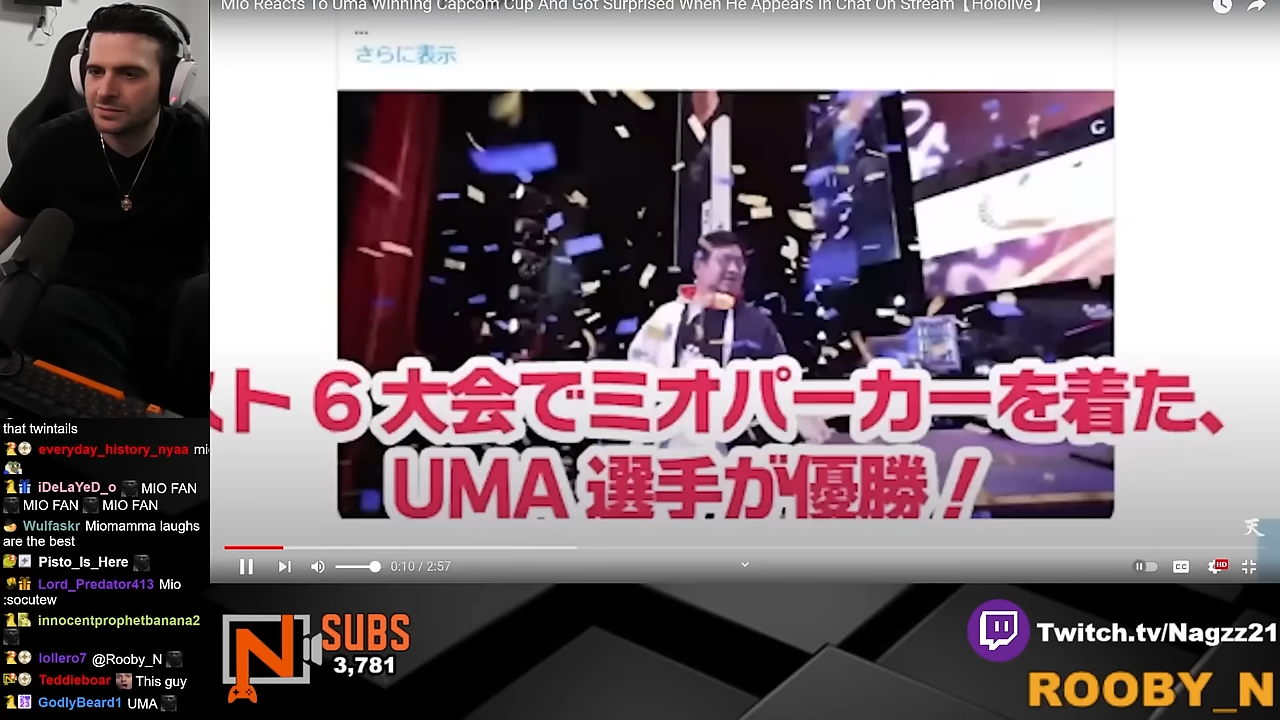 Mio Reacts To Uma Winning Capcom Cup And Got Surprised When He Appears In Chat On Stream【Hololive】
...
さらに表示
スト６大会でミオパーカーを着た、
UMA 選手が優勝！
0:10 / 2:57
CC
HD
天
that twintails
everyday_history_nyaa
iDeLaYeD_o MIO FAN
MIO FAN MIO FAN
Wulfaskr Miomamma laughs
are the best
Pisto_Is_Here
Lord_Predator413 Mio
:socutew
innocentprophetbanana2
lollero7 @Rooby_N
Teddieboar This guy
GodlyBeard1 UMA
N SUBS
3,781
Twitch.tv/Nagzz21
ROOBY_N